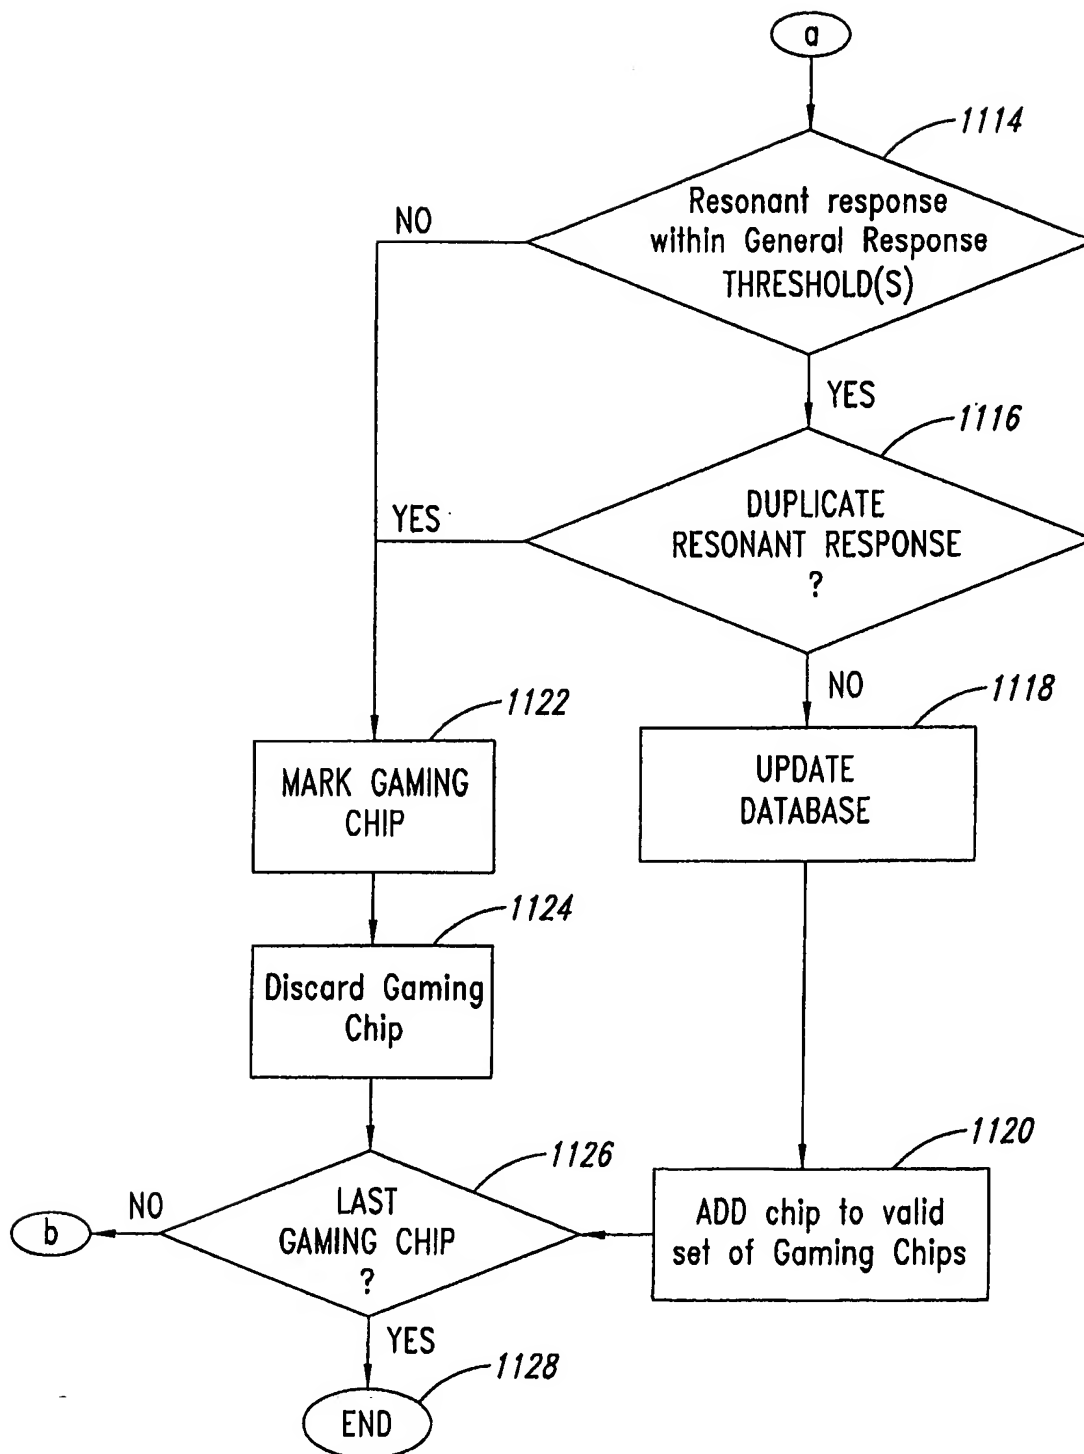 a
1114
Resonant response
within General Response
THRESHOLD(S)
NO
YES
1116
DUPLICATE
RESONANT RESPONSE
?
YES
NO
1118
UPDATE
DATABASE
1122
MARK GAMING
CHIP
1124
Discard Gaming
Chip
1120
ADD chip to valid
set of Gaming Chips
1126
LAST
GAMING CHIP
?
NO
b
YES
1128
END